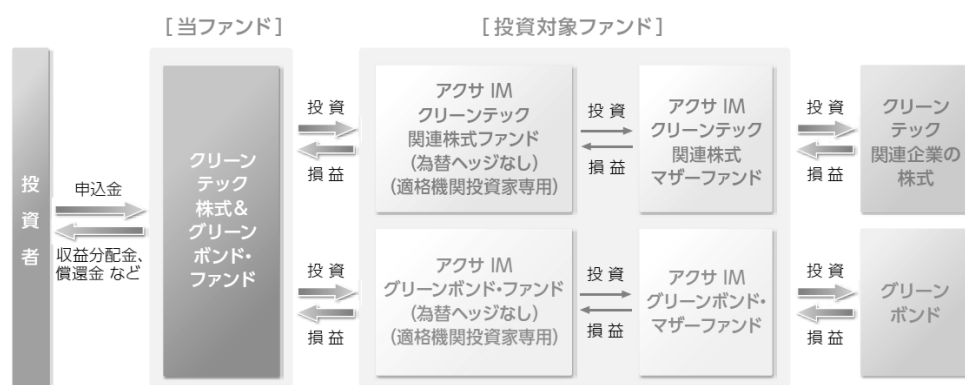 [当ファンド]
[投資対象ファンド]
投資者
申込金
収益分配金、
償還金 など
クリーン
テック
株式&
グリーン
ボンド・
ファンド
投資
損益
アクサ IM
クリーンテック
関連株式ファンド
(為替ヘッジなし)
(適格機関投資家専用)
投資
損益
アクサ IM
クリーンテック
関連株式
マザーファンド
投資
損益
クリーン
テック
関連企業の
株式
投資
損益
アクサ IM
グリーンボンド・ファンド
(為替ヘッジなし)
(適格機関投資家専用)
投資
損益
アクサ IM
グリーンボンド・
マザーファンド
投資
損益
グリーン
ボンド